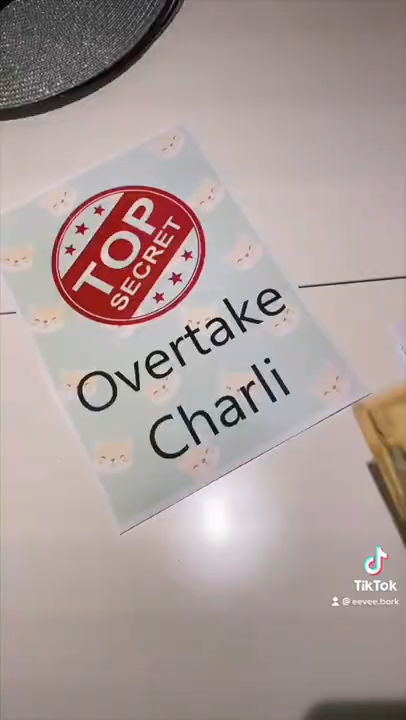 TOP
SECRET
Overtake
Charli
TikTok
@eevee.bork